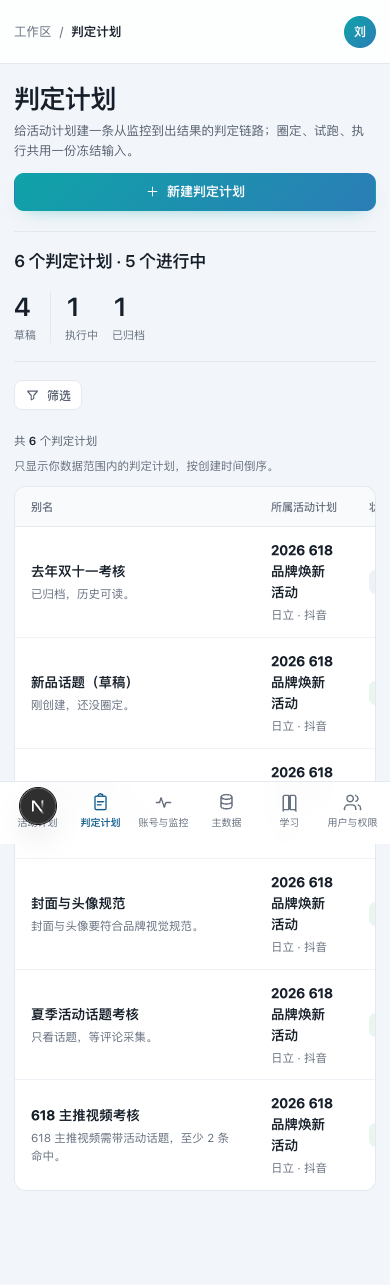 工作区 / 判定计划
刘
判定计划
给活动计划建一条从监控到出结果的判定链路；圈定、试跑、执
行共用一份冻结输入。
+ 新建判定计划
6 个判定计划 · 5 个进行中
4 1 1
草稿 执行中 已归档
筛选
共 6 个判定计划
只显示你数据范围内的判定计划，按创建时间倒序。
别名 所属活动计划
去年双十一考核
已归档，历史可读。
2026 618
品牌焕新
活动
日立 · 抖音
新品话题（草稿）
刚创建，还没圈定。
2026 618
品牌焕新
活动
日立 · 抖音
2026 618
N
判定计划 账号与监控 主数据 学习 用户与权限
封面与头像规范
封面与头像要符合品牌视觉规范。
2026 618
品牌焕新
活动
日立 · 抖音
夏季活动话题考核
只看话题，等评论采集。
2026 618
品牌焕新
活动
日立 · 抖音
618 主推视频考核
618 主推视频需带活动话题，至少 2 条
命中。
2026 618
品牌焕新
活动
日立 · 抖音